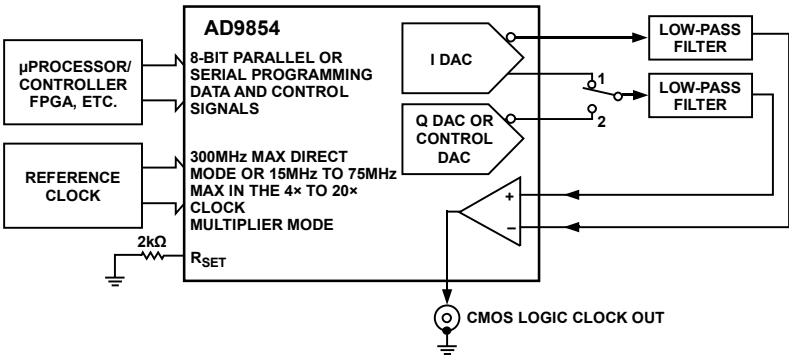 AD9854
µPROCESSOR/
CONTROLLER
FPGA, ETC.
8-BIT PARALLEL OR
SERIAL PROGRAMMING
DATA AND CONTROL
SIGNALS
I DAC
LOW-PASS
FILTER
1
2
LOW-PASS
FILTER
Q DAC OR
CONTROL
DAC
REFERENCE
CLOCK
300MHz MAX DIRECT
MODE OR 15MHz TO 75MHz
MAX IN THE 4× TO 20×
CLOCK
MULTIPLIER MODE
+
–
2kΩ
RSET
CMOS LOGIC CLOCK OUT